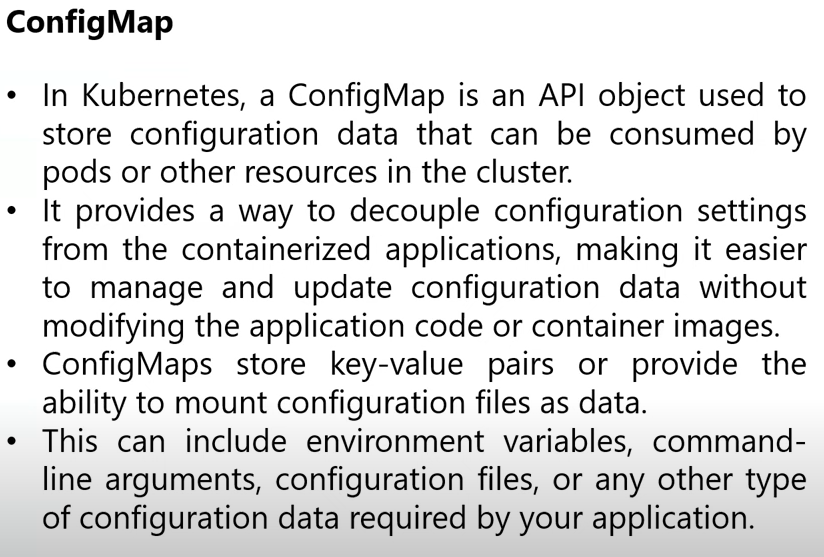 ConfigMap
• In Kubernetes, a ConfigMap is an API object used to
store configuration data that can be consumed by
pods or other resources in the cluster.
• It provides a way to decouple configuration settings
from the containerized applications, making it easier
to manage and update configuration data without
modifying the application code or container images.
• ConfigMaps store key-value pairs or provide the
ability to mount configuration files as data.
• This can include environment variables, command-
line arguments, configuration files, or any other type
of configuration data required by your application.